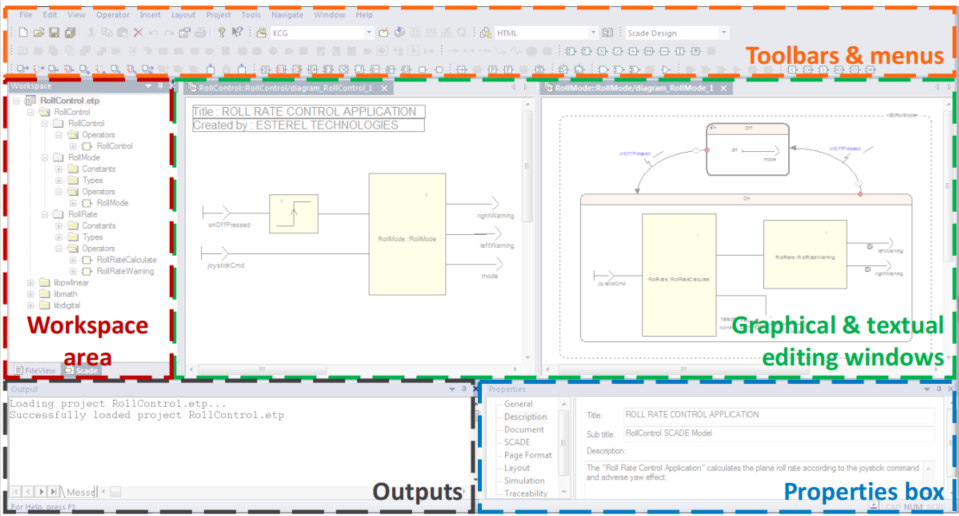 File Edit View Operator Insert Layout Project Tools Navigate Window Help
KCG
HTML
Scade Design
Toolbars & menus
Workspace
RollControl.etp
RollControl
RollControl
Operators
RollControl
RollMode
Constants
Types
Operators
RollMode
RollRate
Constants
Types
Operators
RollRateCalculate
RollRateWarning
libpwlinear
libmath
libdigital
Workspace
area
FileView Scade
RollControl::RollControl/diagram_RollControl_1
Title : ROLL RATE CONTROL APPLICATION
Created by : ESTEREL TECHNOLOGIES
1
1
onOffPressed
joystickCmd
RollMode::RollMode
rightWarning
leftWarning
mode
RollMode::RollMode/diagram_RollMode_1
<SM RollMode>
Off
off
mode
onOffPressed
onOffPressed
On
RollRate::RollRateCalculate
RollRate::RollRateWarning
leftWarning
rightWarning
Graphical & textual
editing windows
Output
Loading project RollControl.etp...
Successfully loaded project RollControl.etp
Outputs
For Help, press F1
Properties
General
Description
Document
SCADE
Page Format
Layout
Simulation
Traceability
Title: ROLL RATE CONTROL APPLICATION
Sub title: RollControl SCADE Model
Description:
The "Roll Rate Control Application" calculates the plane roll rate according to the joystick command
and adverse yaw effect.
Properties box
CAP NUM